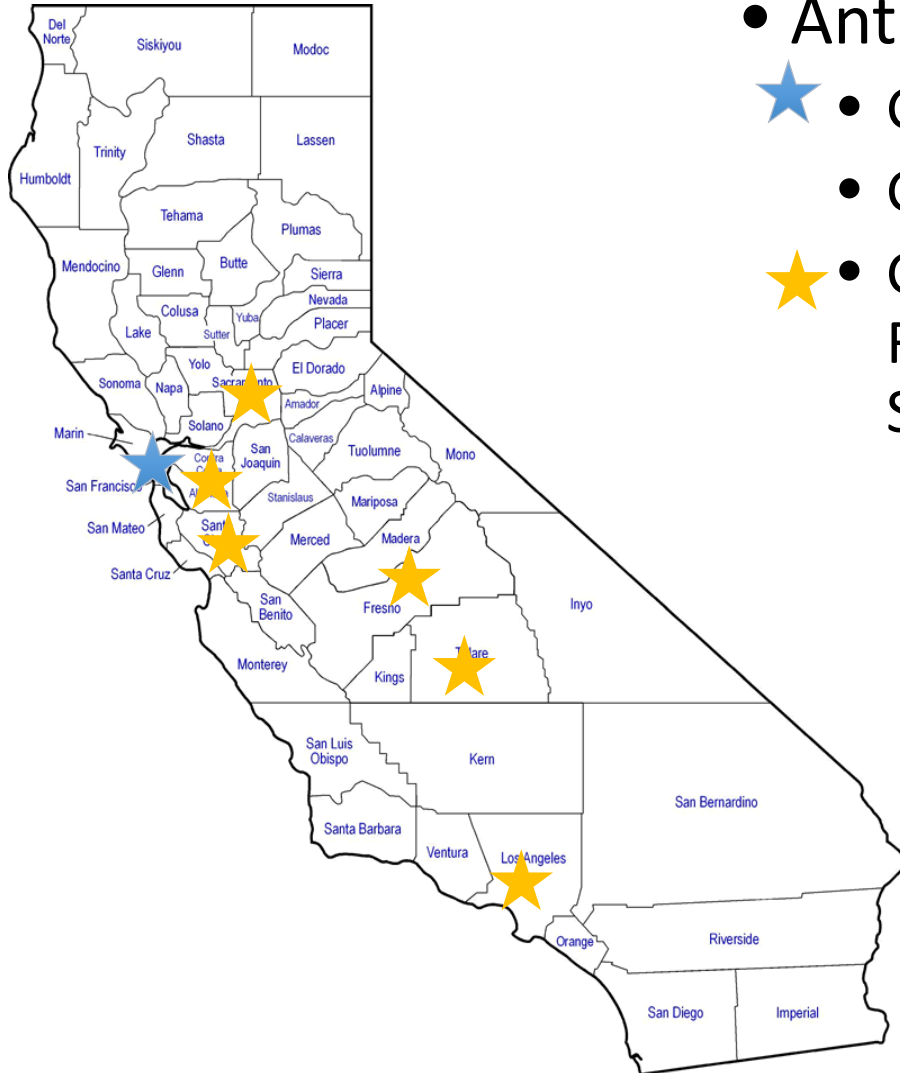 • Ant
Del
Norte
Siskiyou
Modoc
Trinity
Shasta
Lassen
Humboldt
Tehama
Plumas
Mendocino
Glenn
Butte
Sierra
Nevada
Colusa
Yuba
Placer
Lake
Sutter
Yolo
El Dorado
Sonoma
Napa
Sacramento
Alpine
Amador
Solano
Marin
Calaveras
San
Joaquin
Tuolumne
Mono
Contra
San Francisco
Stanislaus
Mariposa
San Mateo
Merced
Madera
Santa Cruz
San
Benito
Fresno
Inyo
Monterey
Tulare
Kings
San Luis
Obispo
Kern
San Bernardino
Santa Barbara
Ventura
Los Angeles
Orange
Riverside
San Diego
Imperial